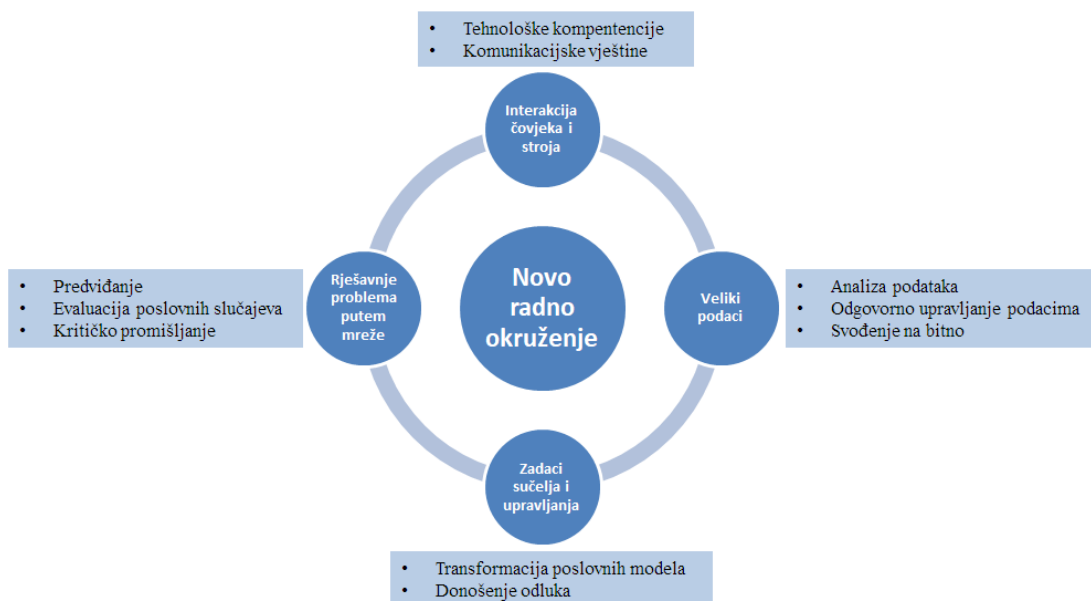 • Tehnološke kompentencije
• Komunikacijske vještine
Interakcija
čovjeka i
stroja
• Predviđanje
• Evaluacija poslovnih slučajeva
• Kritičko promišljanje
Rješavnje
problema
putem
mreže
Novo
radno
okruženje
Veliki
podaci
• Analiza podataka
• Odgovorno upravljanje podacima
• Svođenje na bitno
Zadaci
sučelja i
upravljanja
• Transformacija poslovnih modela
• Donošenje odluka